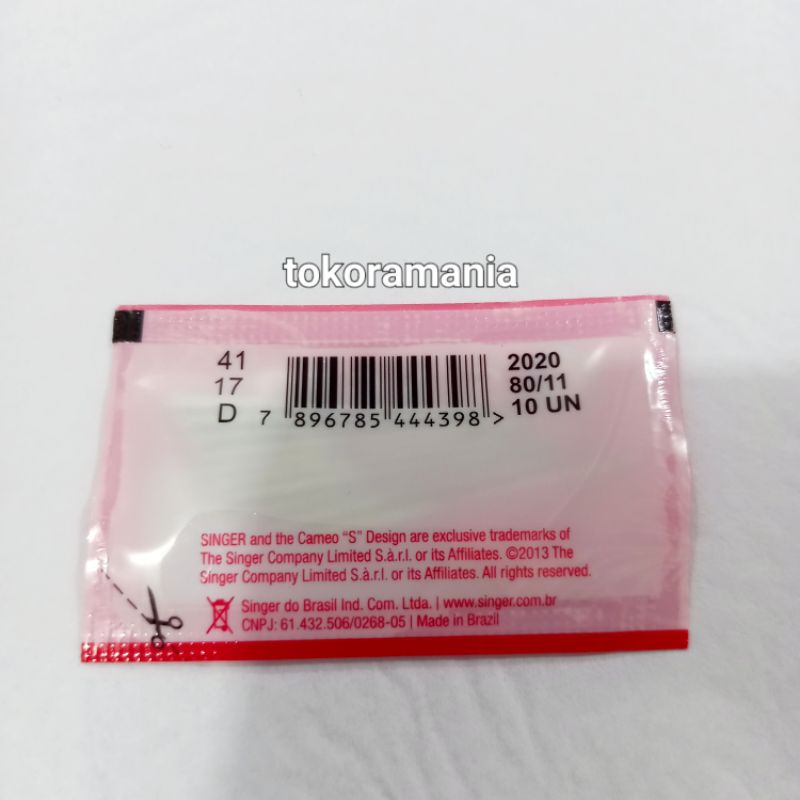 tokoramania
41
17
D
7 896785 444398 >
2020
80/11
10 UN
SINGER and the Cameo “S” Design are exclusive trademarks of
The Singer Company Limited S.à.r.l. or its Affiliates. ©2013 The
Singer Company Limited S.à.r.l. or its Affiliates. All rights reserved.
Singer do Brasil Ind. Com. Ltda. | www.singer.com.br
CNPJ: 61.432.506/0268-05 | Made in Brazil